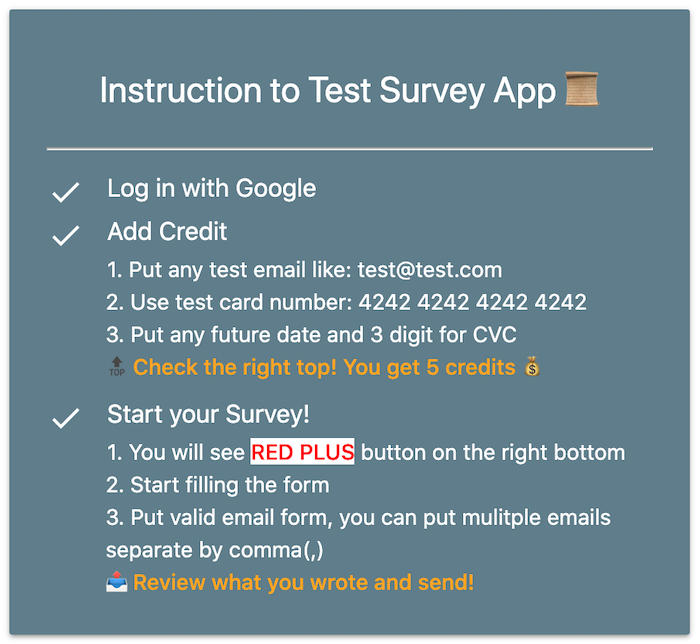 Instruction to Test Survey App 📜
Log in with Google
Add Credit
1. Put any test email like: test@test.com
2. Use test card number: 4242 4242 4242 4242
3. Put any future date and 3 digit for CVC
🔝 Check the right top! You get 5 credits 💰
Start your Survey!
1. You will see RED PLUS button on the right bottom
2. Start filling the form
3. Put valid email form, you can put mulitple emails
separate by comma(,)
📤 Review what you wrote and send!